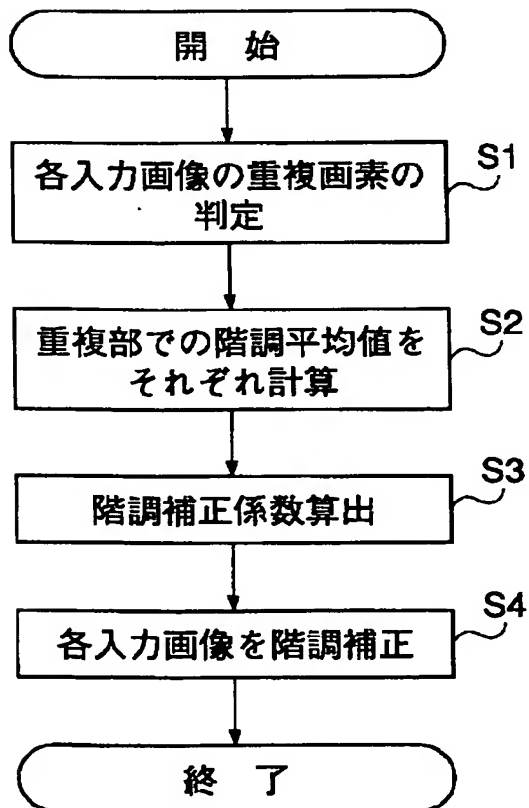 開　始
各入力画像の重複画素の
判定
S1
重複部での階調平均値を
それぞれ計算
S2
階調補正係数算出
S3
各入力画像を階調補正
S4
終　了